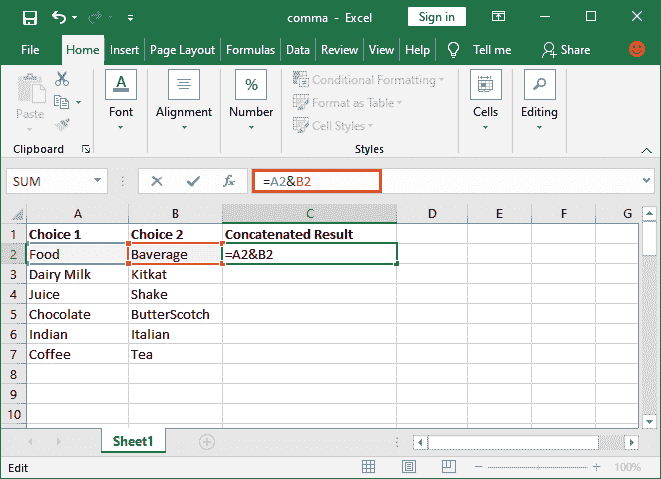 comma - Excel
Sign in
File Home Insert Page Layout Formulas Data Review View Help Tell me Share
Paste
Clipboard
A
Font
Alignment
%
Number
Conditional Formatting
Format as Table
Cell Styles
Styles
Cells
Editing
SUM
fx
=A2&B2
A B C D E F G
1 Choice 1 Choice 2 Concatenated Result
2 Food Baverage =A2&B2
3 Dairy Milk Kitkat
4 Juice Shake
5 Chocolate ButterScotch
6 Indian Italian
7 Coffee Tea
8
9
10
Sheet1
Edit
100%